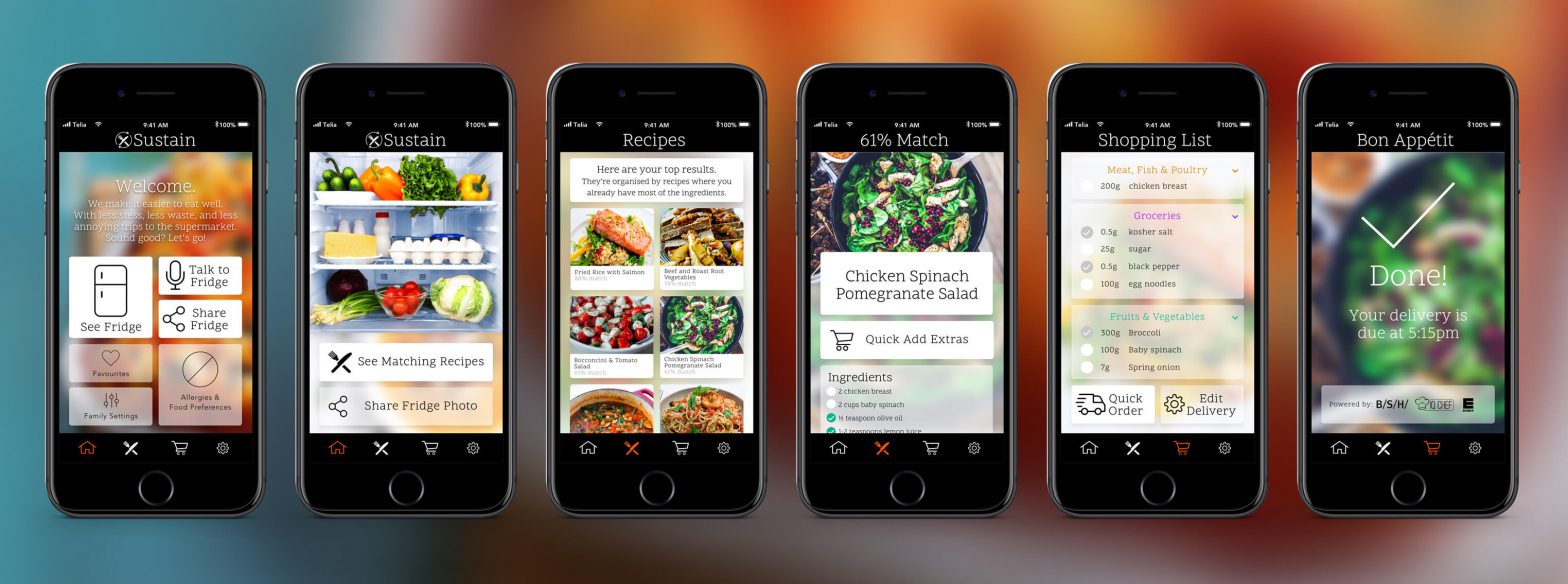 Telia
9:41 AM
100%
Sustain
Welcome.
We make it easier to eat well.
With less stess, less waste, and less
annoying trips to the supermarket.
Sound good? Let's go!
See Fridge
Talk to
Fridge
Share
Fridge
Favourites
Family Settings
Allergies &
Food Preferences
Telia
9:41 AM
100%
Sustain
See Matching Recipes
Share Fridge Photo
Telia
9:41 AM
100%
Recipes
Here are your top results.
They're organised by recipes where you
already have most of the ingredients.
Fried Rice with Salmon
88% match
Beef and Roast Root
Vegetables
74% match
Bocconcini & Tomato
Salad
65% match
Chicken Spinach
Pomegranate Salad
61% match
Telia
9:41 AM
100%
61% Match
Chicken Spinach
Pomegranate Salad
Quick Add Extras
Ingredients
2 chicken breast
2 cups baby spinach
½ teaspoon olive oil
1-2 teaspoons lemon juice
Telia
9:41 AM
100%
Shopping List
Meat, Fish & Poultry
200g chicken breast
Groceries
0.5g kosher salt
25g sugar
0.5g black pepper
100g egg noodles
Fruits & Vegetables
300g Broccoli
100g Baby spinach
7g Spring onion
Quick
Order
Edit
Delivery
Telia
9:41 AM
100%
Bon Appétit
Done!
Your delivery is
due at 5:15pm
Powered by: B/S/H/